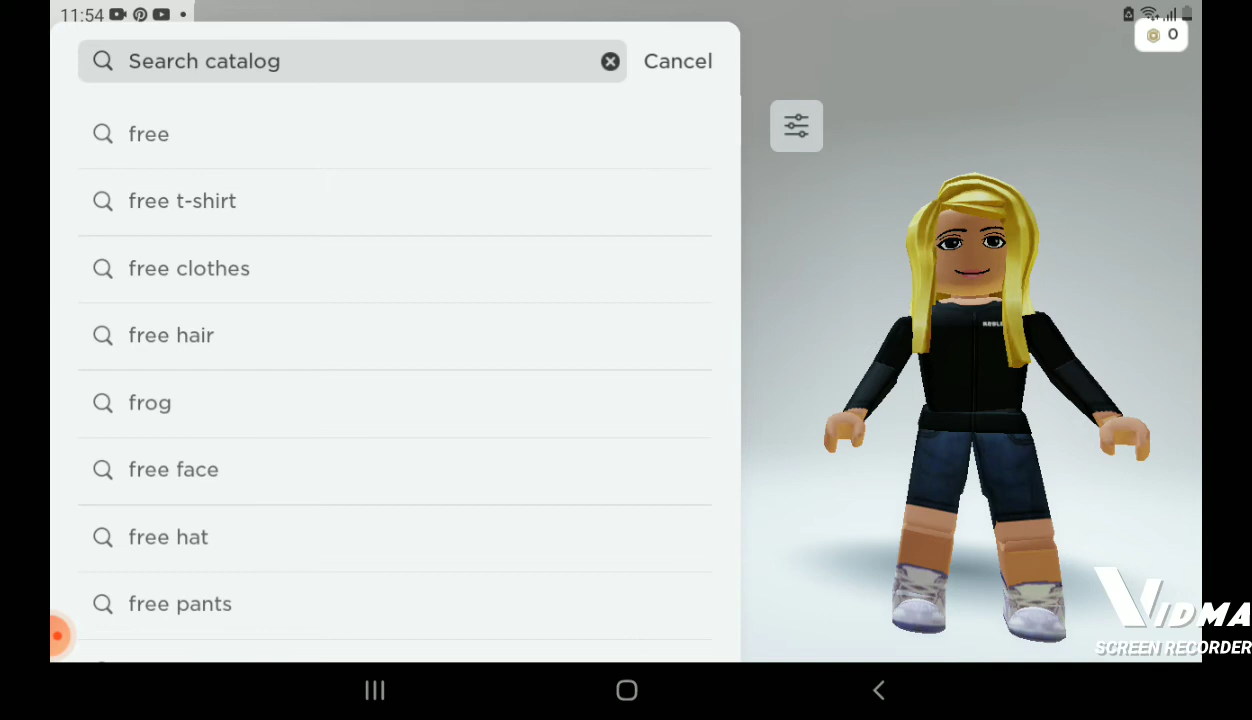 11:54
0
Search catalog
Cancel
free
free t-shirt
free clothes
free hair
frog
free face
free hat
free pants
VIDMA
SCREEN RECORDER